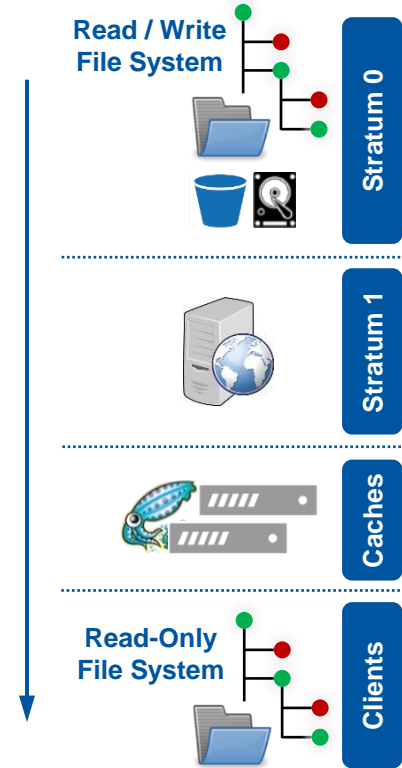 Read / Write
File System
Stratum 0
Stratum 1
Caches
Read-Only
File System
Clients